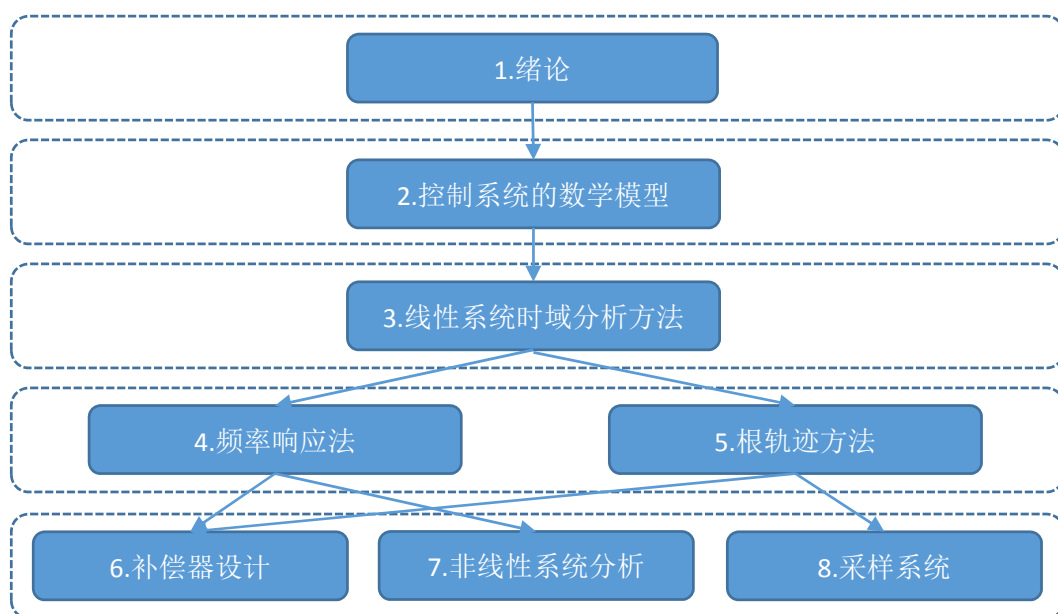 1.绪论
2.控制系统的数学模型
3.线性系统时域分析方法
4.频率响应法
5.根轨迹方法
6.补偿器设计
7.非线性系统分析
8.采样系统